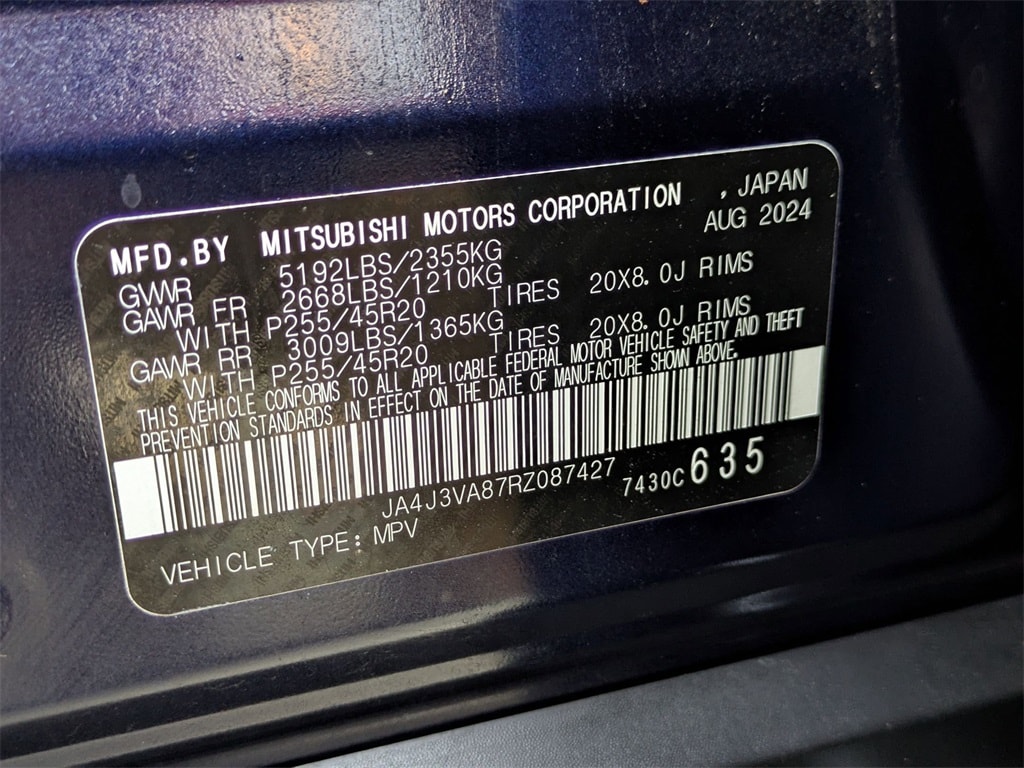 MFD.BY MITSUBISHI MOTORS CORPORATION , JAPAN
AUG 2024
GVWR 5192LBS/2355KG
GAWR FR 2668LBS/1210KG
WITH P255/45R20 TIRES 20X8.0J RIMS
GAWR RR 3009LBS/1365KG
WITH P255/45R20 TIRES 20X8.0J RIMS
THIS VEHICLE CONFORMS TO ALL APPLICABLE FEDERAL MOTOR VEHICLE SAFETY AND THEFT
PREVENTION STANDARDS IN EFFECT ON THE DATE OF MANUFACTURE SHOWN ABOVE.
JA4J3VA87RZ087427 7430C 635
VEHICLE TYPE: MPV